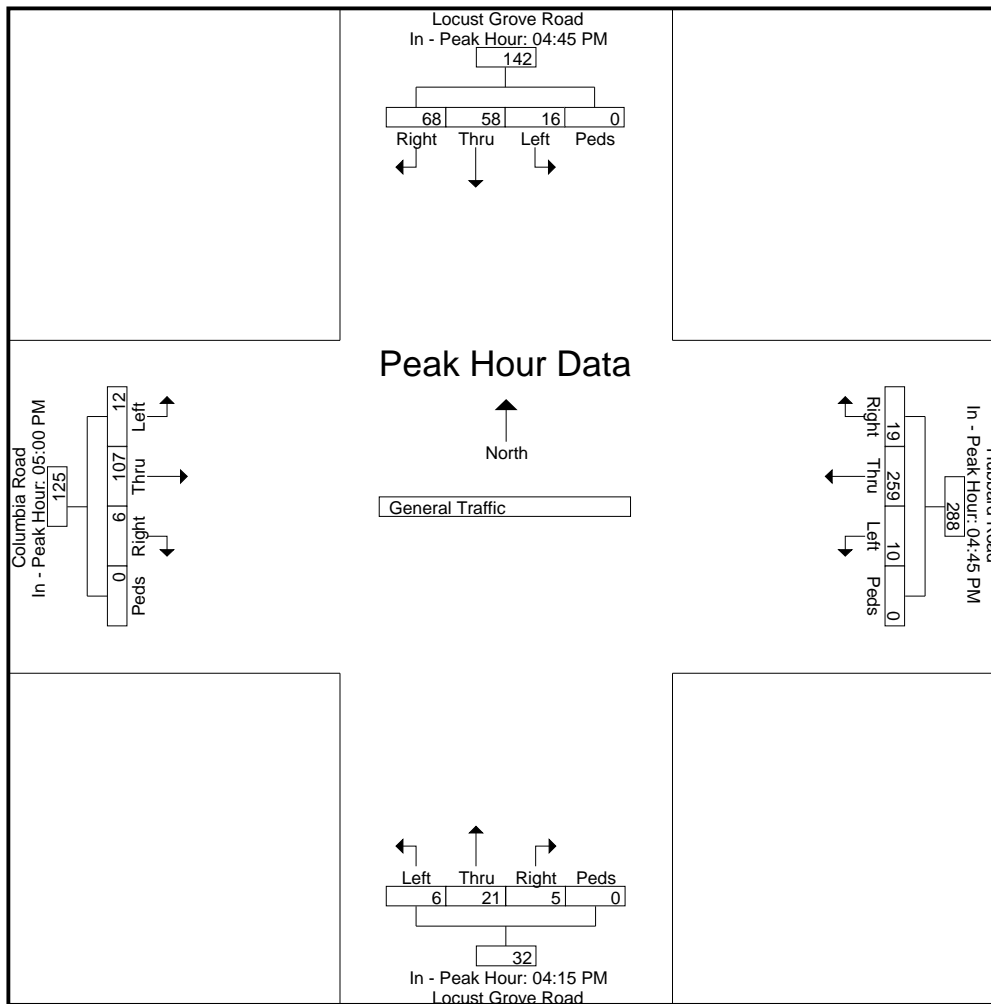 Locust Grove Road
In - Peak Hour: 04:45 PM
142
68 58 16 0
Right Thru Left Peds
Peak Hour Data
North
General Traffic
Columbia Road
In - Peak Hour: 05:00 PM
125
12 107 6 0
Left Thru Right Peds
In - Peak Hour: 04:45 PM
288
19 259 10 0
Right Thru Left Peds
Left Thru Right Peds
6 21 5 0
32
In - Peak Hour: 04:15 PM
Locust Grove Road